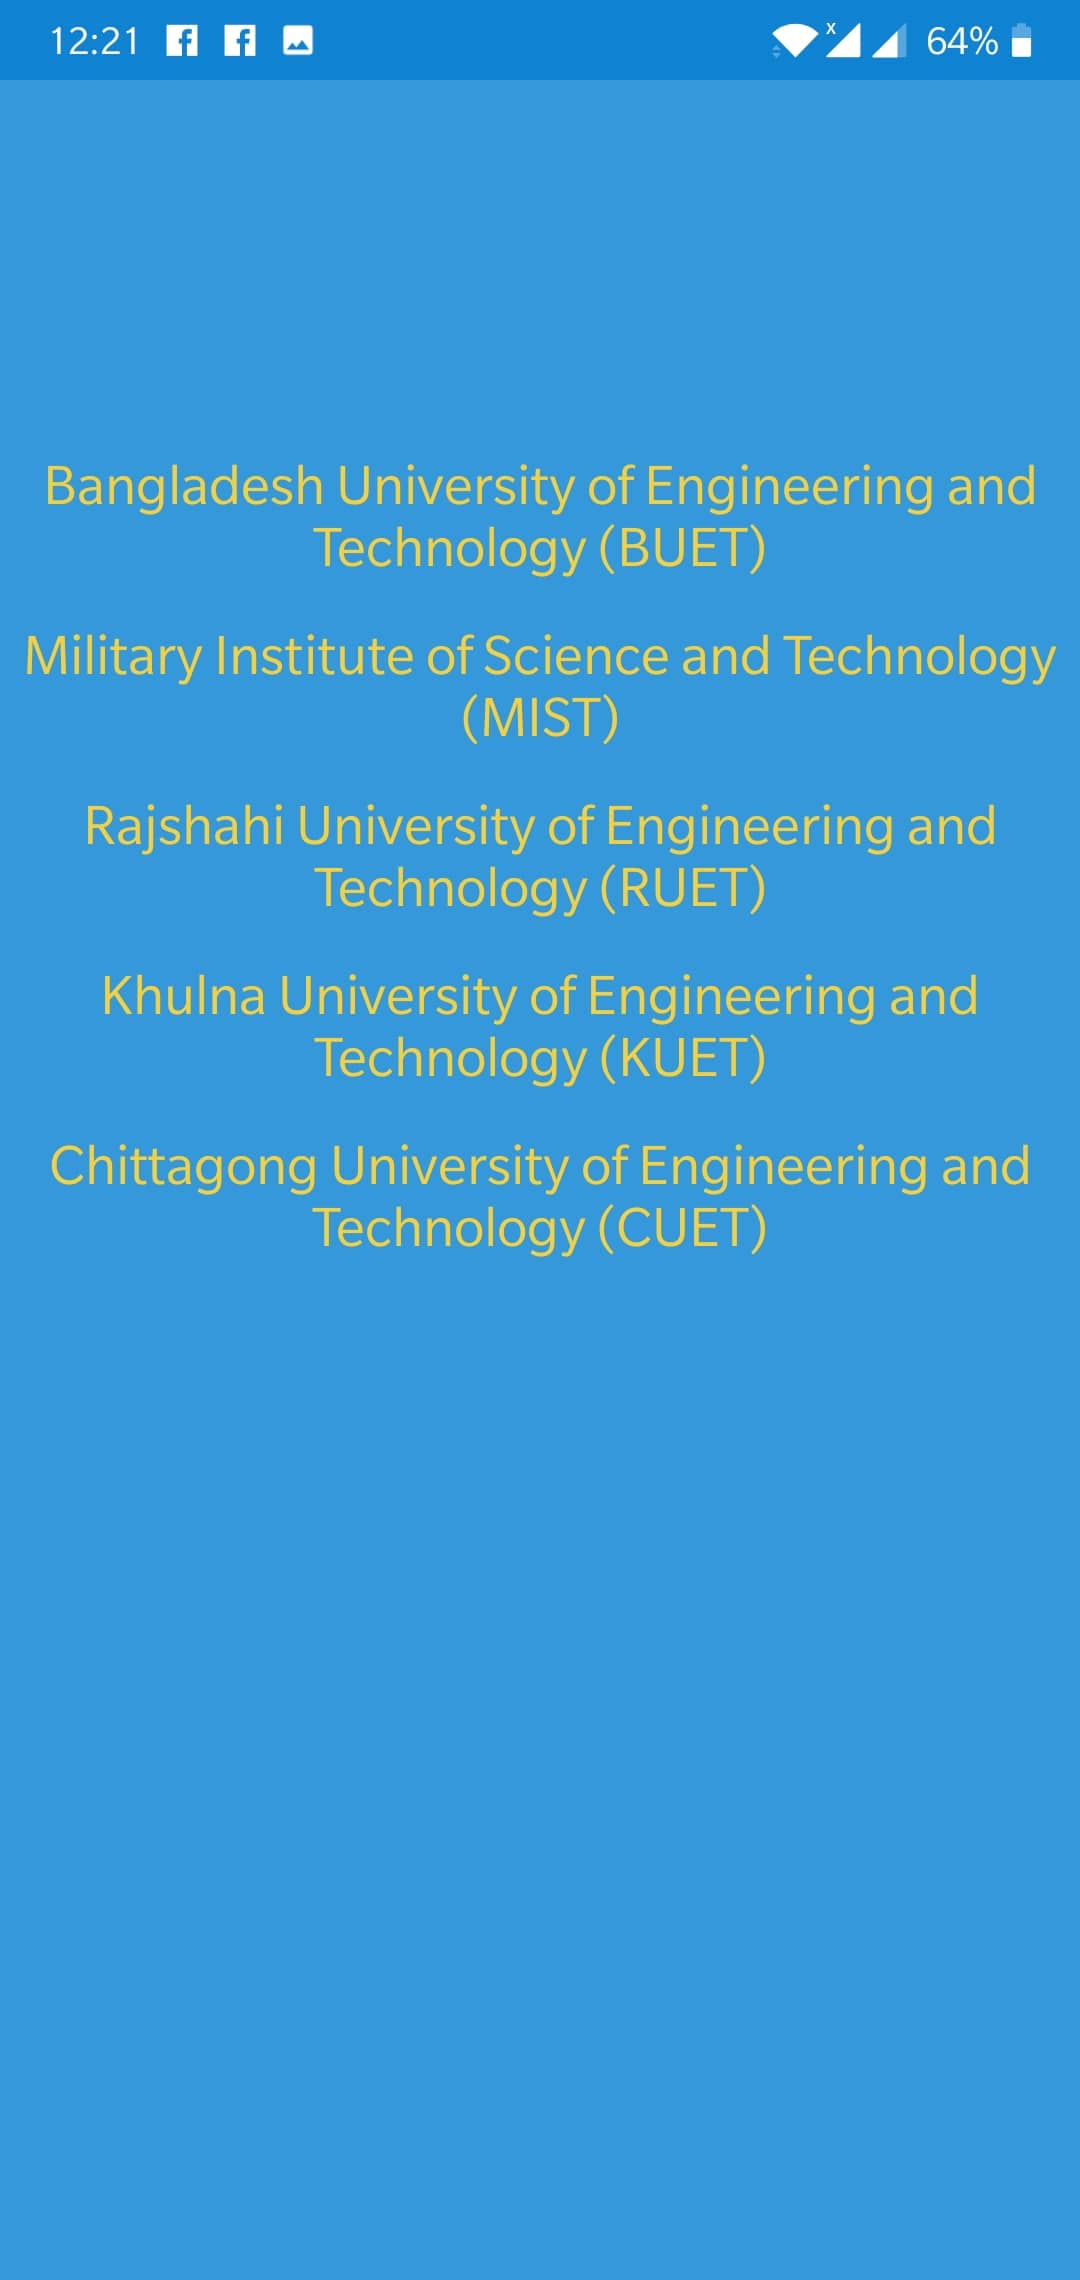 12:21
64%
Bangladesh University of Engineering and
Technology (BUET)
Military Institute of Science and Technology
(MIST)
Rajshahi University of Engineering and
Technology (RUET)
Khulna University of Engineering and
Technology (KUET)
Chittagong University of Engineering and
Technology (CUET)